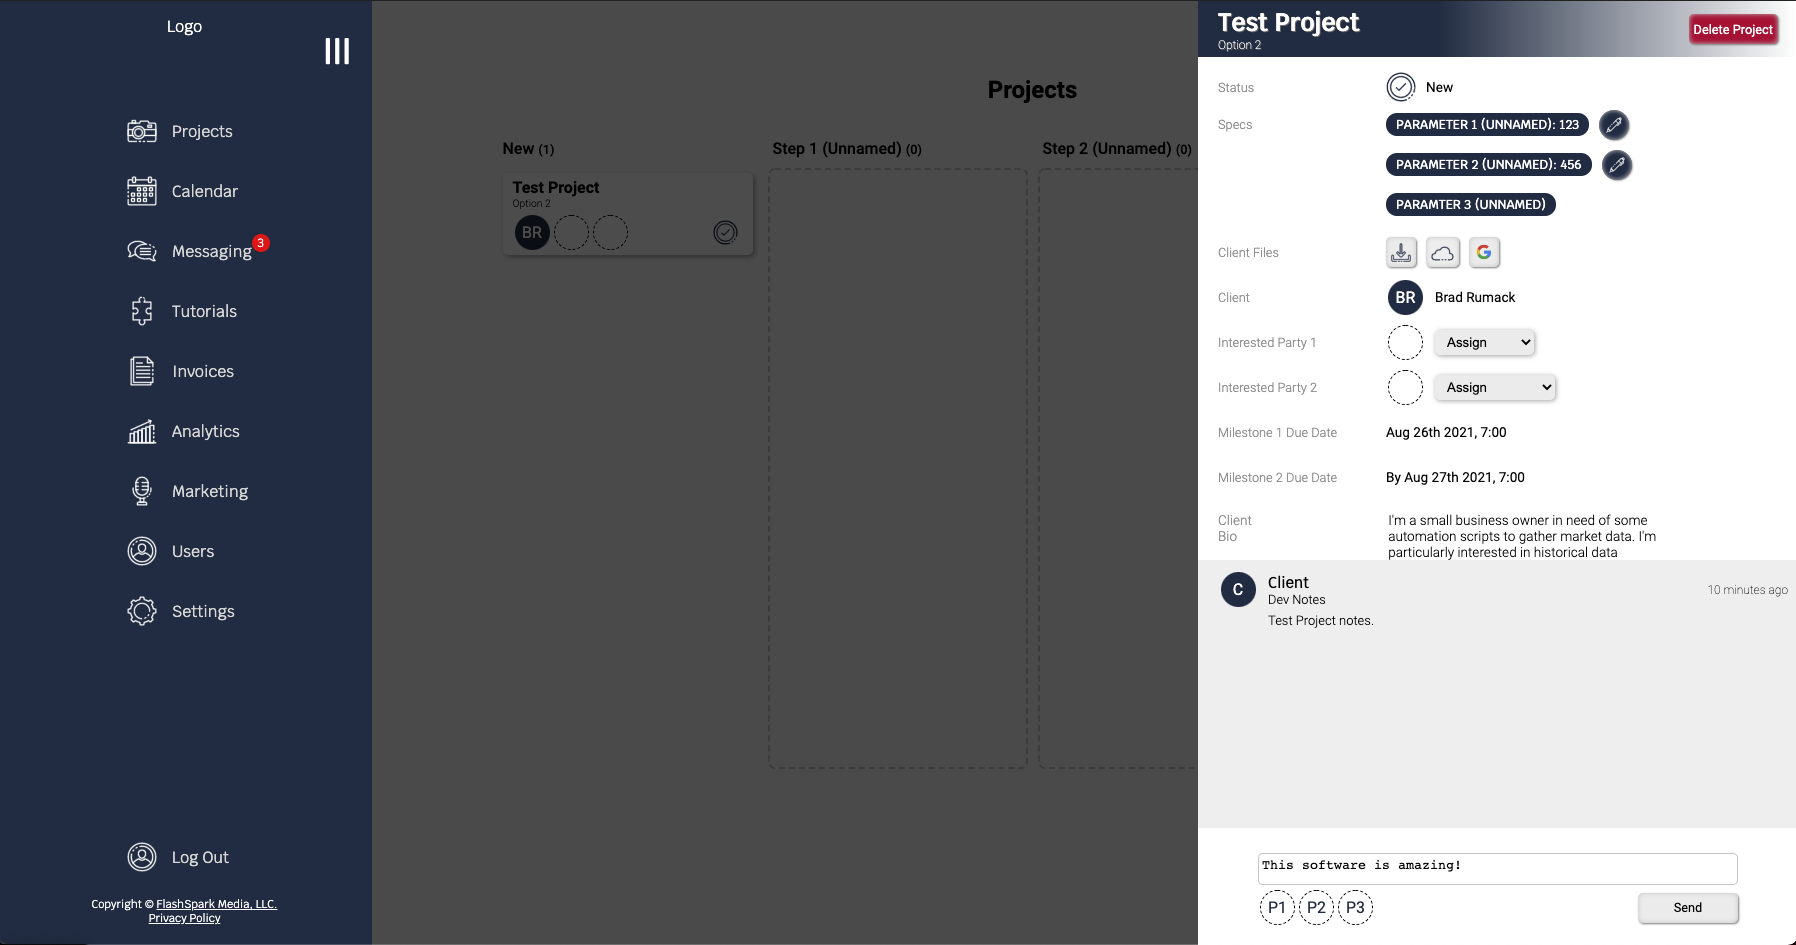 Logo
Projects
Calendar
Messaging 3
Tutorials
Invoices
Analytics
Marketing
Users
Settings
Log Out
Copyright © FlashSpark Media, LLC.
Privacy Policy
Projects
New (1)
Test Project
Option 2
BR
Step 1 (Unnamed) (0)
Step 2 (Unnamed) (0)
Test Project
Option 2
Delete Project
Status New
Specs PARAMETER 1 (UNNAMED): 123
PARAMETER 2 (UNNAMED): 456
PARAMTER 3 (UNNAMED)
Client Files G
Client BR Brad Rumack
Interested Party 1 Assign
Interested Party 2 Assign
Milestone 1 Due Date Aug 26th 2021, 7:00
Milestone 2 Due Date By Aug 27th 2021, 7:00
Client
Bio
I'm a small business owner in need of some
automation scripts to gather market data. I'm
particularly interested in historical data
C Client 10 minutes ago
Dev Notes
Test Project notes.
This software is amazing!
P1 P2 P3 Send